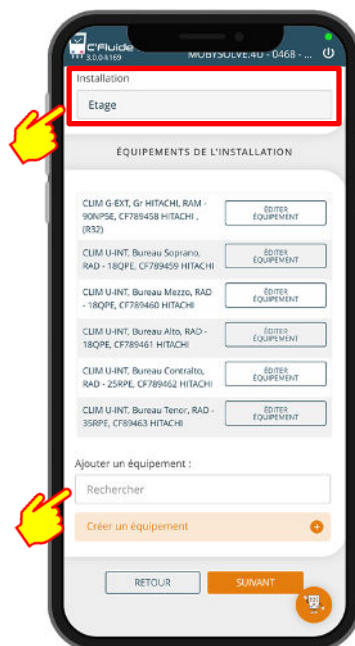 C'Fluide
3.0.0.4169
MOBYSOLVE.40 - 0468 - ...
Installation
Etage
ÉQUIPEMENTS DE L'INSTALLATION
CLIM G-EXT, Gr HITACHI, RAM -
90NP5E, CF789458 HITACHI ,
(R32)
ÉDITER
ÉQUIPEMENT
CLIM U-INT, Bureau Soprano,
RAD - 18QPE, CF789459 HITACHI
ÉDITER
ÉQUIPEMENT
CLIM U-INT, Bureau Mezzo, RAD
- 18QPE, CF789460 HITACHI
ÉDITER
ÉQUIPEMENT
CLIM U-INT, Bureau Alto, RAD -
18QPE, CF789461 HITACHI
ÉDITER
ÉQUIPEMENT
CLIM U-INT, Bureau Contralto,
RAD - 25RPE, CF789462 HITACHI
ÉDITER
ÉQUIPEMENT
CLIM U-INT, Bureau Tenor, RAD -
35RPE, CF89463 HITACHI
ÉDITER
ÉQUIPEMENT
Ajouter un équipement :
Rechercher
Créer un équipement
RETOUR
SUIVANT